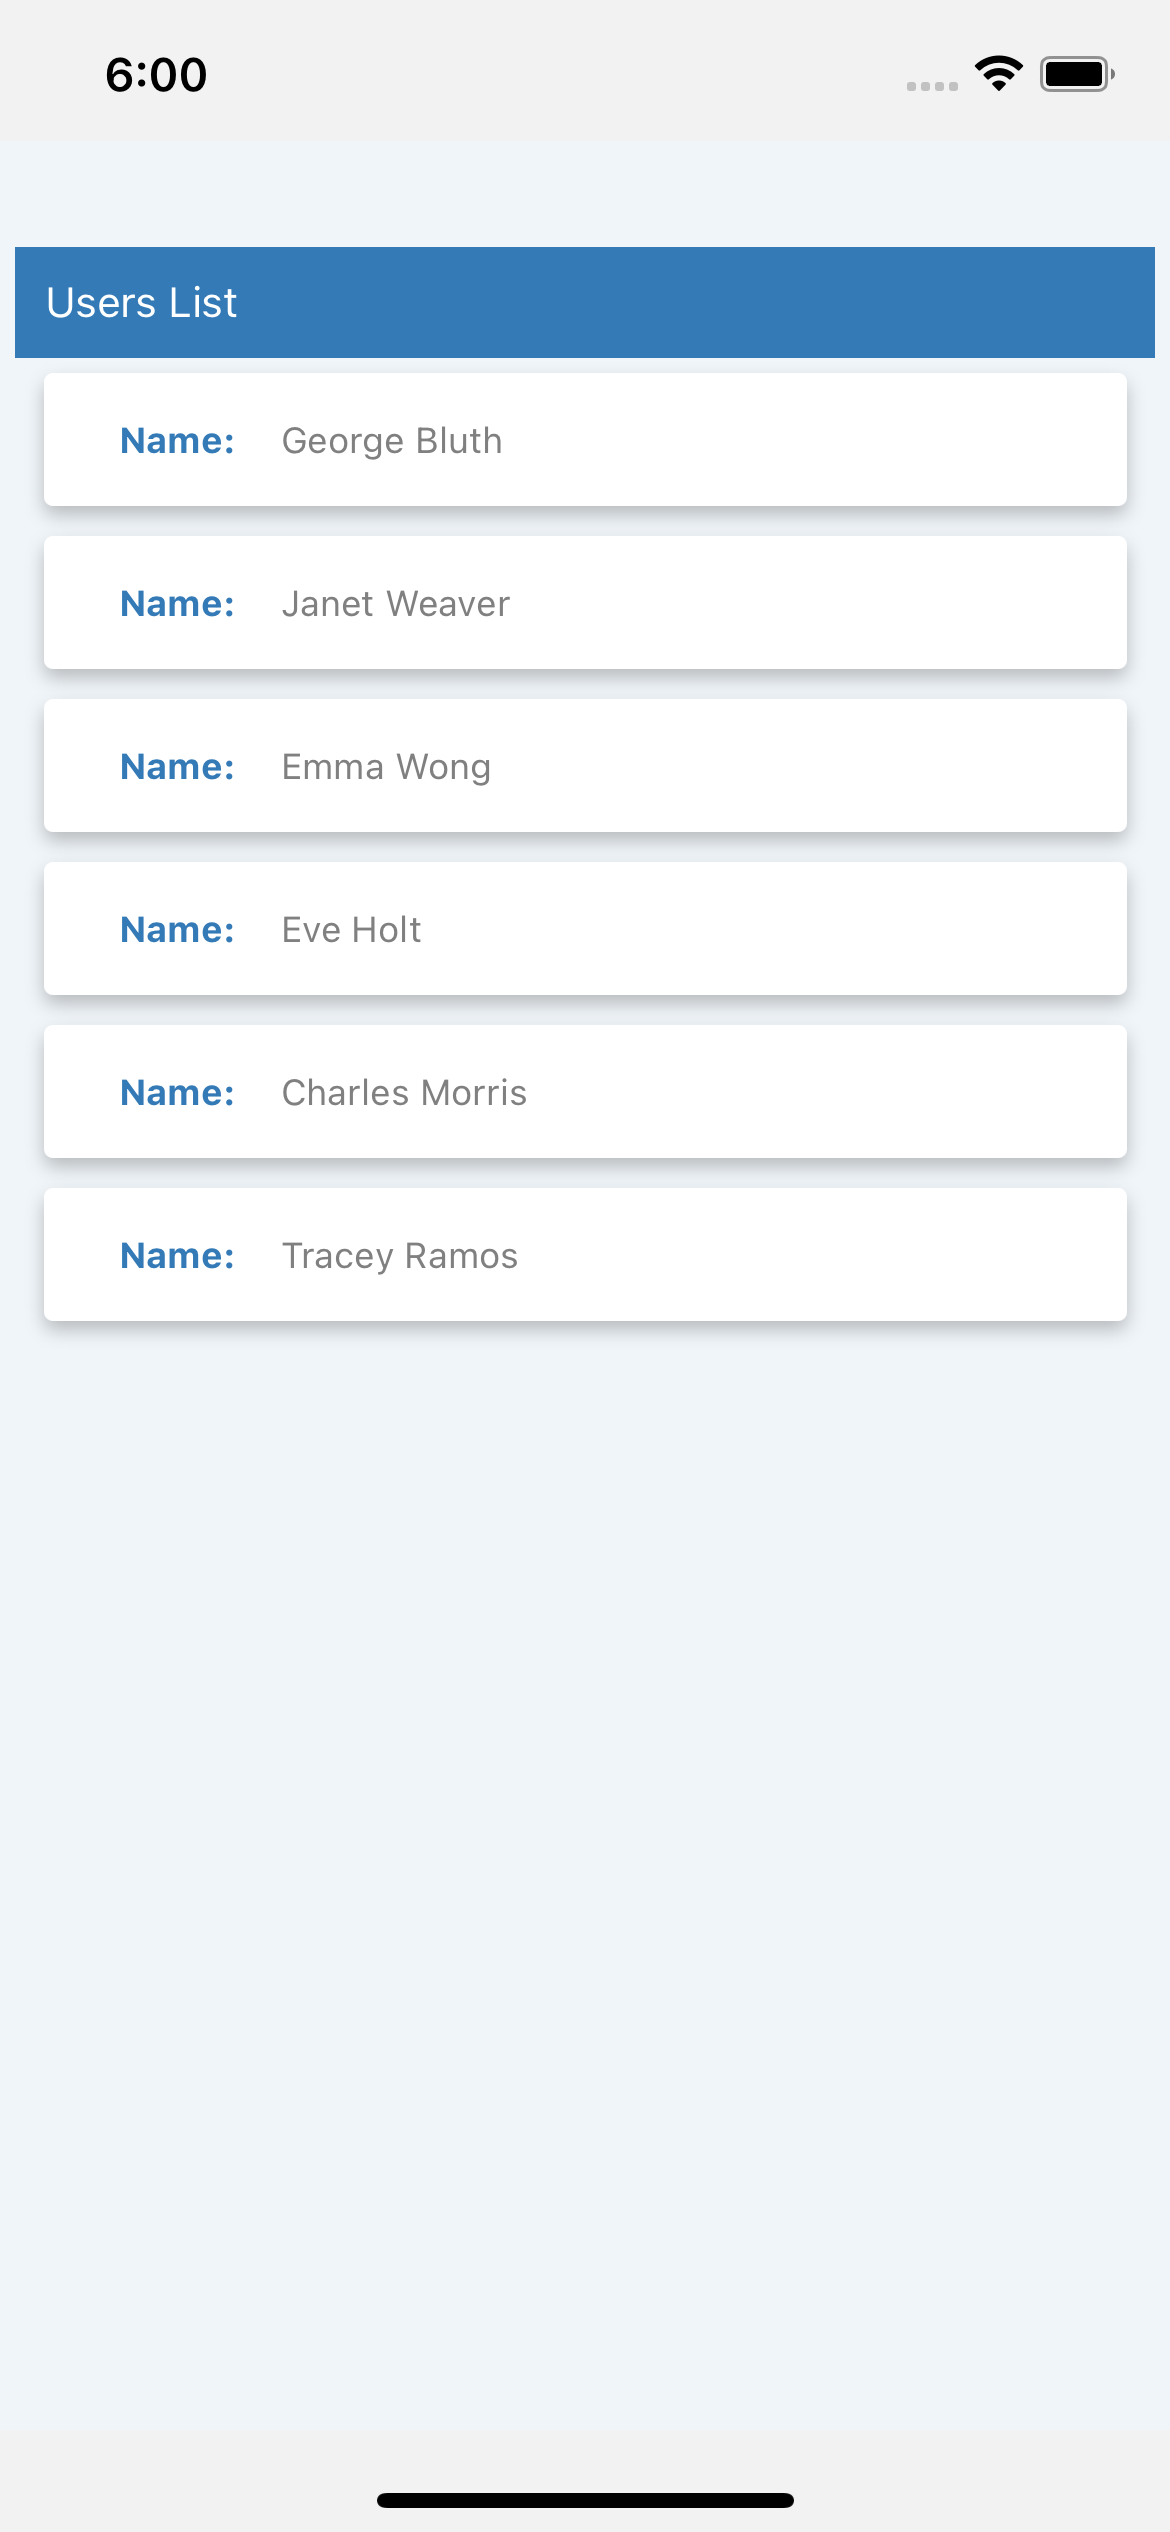 6:00
Users List
Name: George Bluth
Name: Janet Weaver
Name: Emma Wong
Name: Eve Holt
Name: Charles Morris
Name: Tracey Ramos